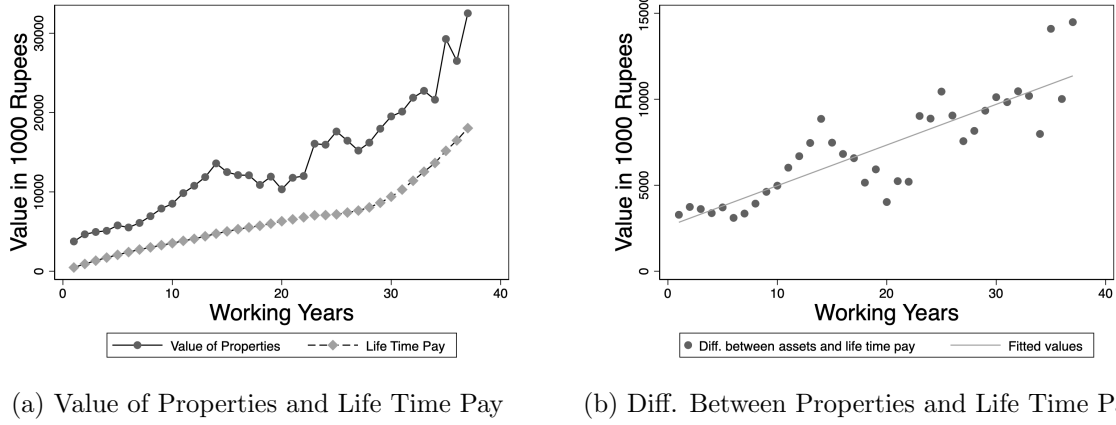 Value in 1000 Rupees
30000
20000
10000
0
0 10 20 30 40
Working Years
Value of Properties Life Time Pay
(a) Value of Properties and Life Time Pay
Value in 1000 Rupees
15000
10000
5000
0
0 10 20 30 40
Working Years
Diff. between assets and life time pay Fitted values
(b) Diff. Between Properties and Life Time